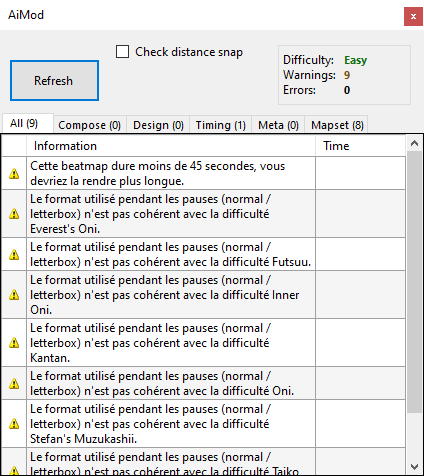 AiMod
x
Refresh
Check distance snap
Difficulty: Easy
Warnings: 9
Errors: 0
All (9) Compose (0) Design (0) Timing (1) Meta (0) Mapset (8)
Information Time
Cette beatmap dure moins de 45 secondes, vous
devriez la rendre plus longue.
Le format utilisé pendant les pauses (normal /
letterbox) n'est pas cohérent avec la difficulté
Everest's Oni.
Le format utilisé pendant les pauses (normal /
letterbox) n'est pas cohérent avec la difficulté Futsuu.
Le format utilisé pendant les pauses (normal /
letterbox) n'est pas cohérent avec la difficulté Inner
Oni.
Le format utilisé pendant les pauses (normal /
letterbox) n'est pas cohérent avec la difficulté
Kantan.
Le format utilisé pendant les pauses (normal /
letterbox) n'est pas cohérent avec la difficulté Oni.
Le format utilisé pendant les pauses (normal /
letterbox) n'est pas cohérent avec la difficulté
Stefan's Muzukashii.
Le format utilisé pendant les pauses (normal /
letterbox) n'est pas cohérent avec la difficulté Taiko